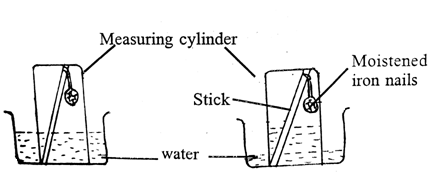 Measuring cylinder
Moistened
iron nails
Stick
water